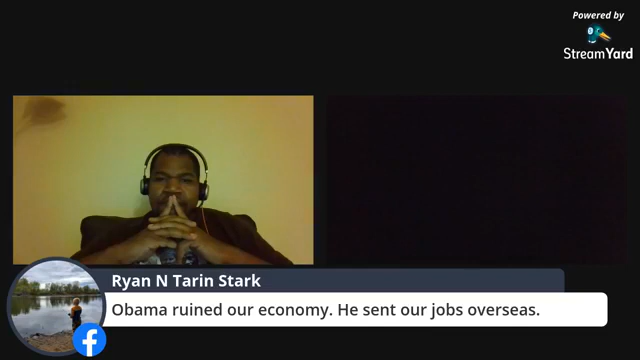 Powered by
StreamYard
Ryan N Tarin Stark
Obama ruined our economy. He sent our jobs overseas.